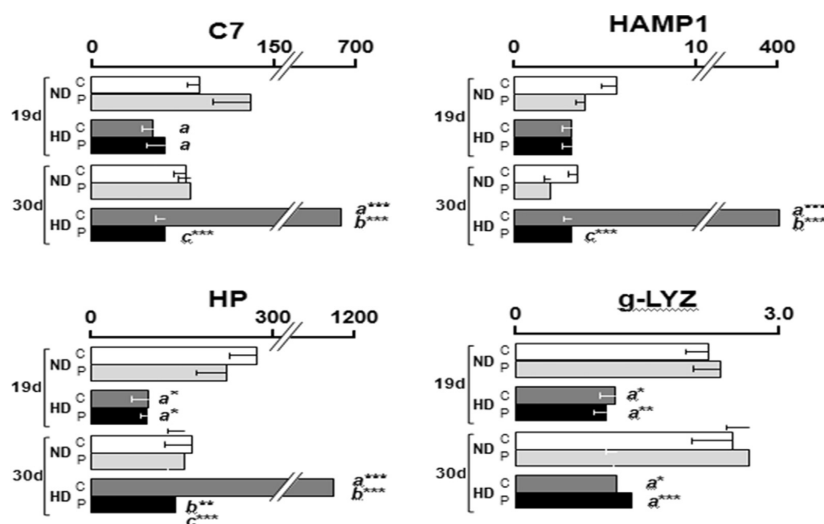 C7
0 150 700
19d ND C
P
HD C a
P a
30d ND C
P
HD C a***
b***
P c***
HAMP1
0 10 400
19d ND C
P
HD C
P
30d ND C
P
HD C a***
b***
P c***
HP
0 300 1200
19d ND C
P
HD C a*
P a*
30d ND C
P
HD C a***
b***
P b**
c***
g-LYZ
0 3.0
19d ND C
P
HD C a*
P a**
30d ND C
P
HD C a*
P a***